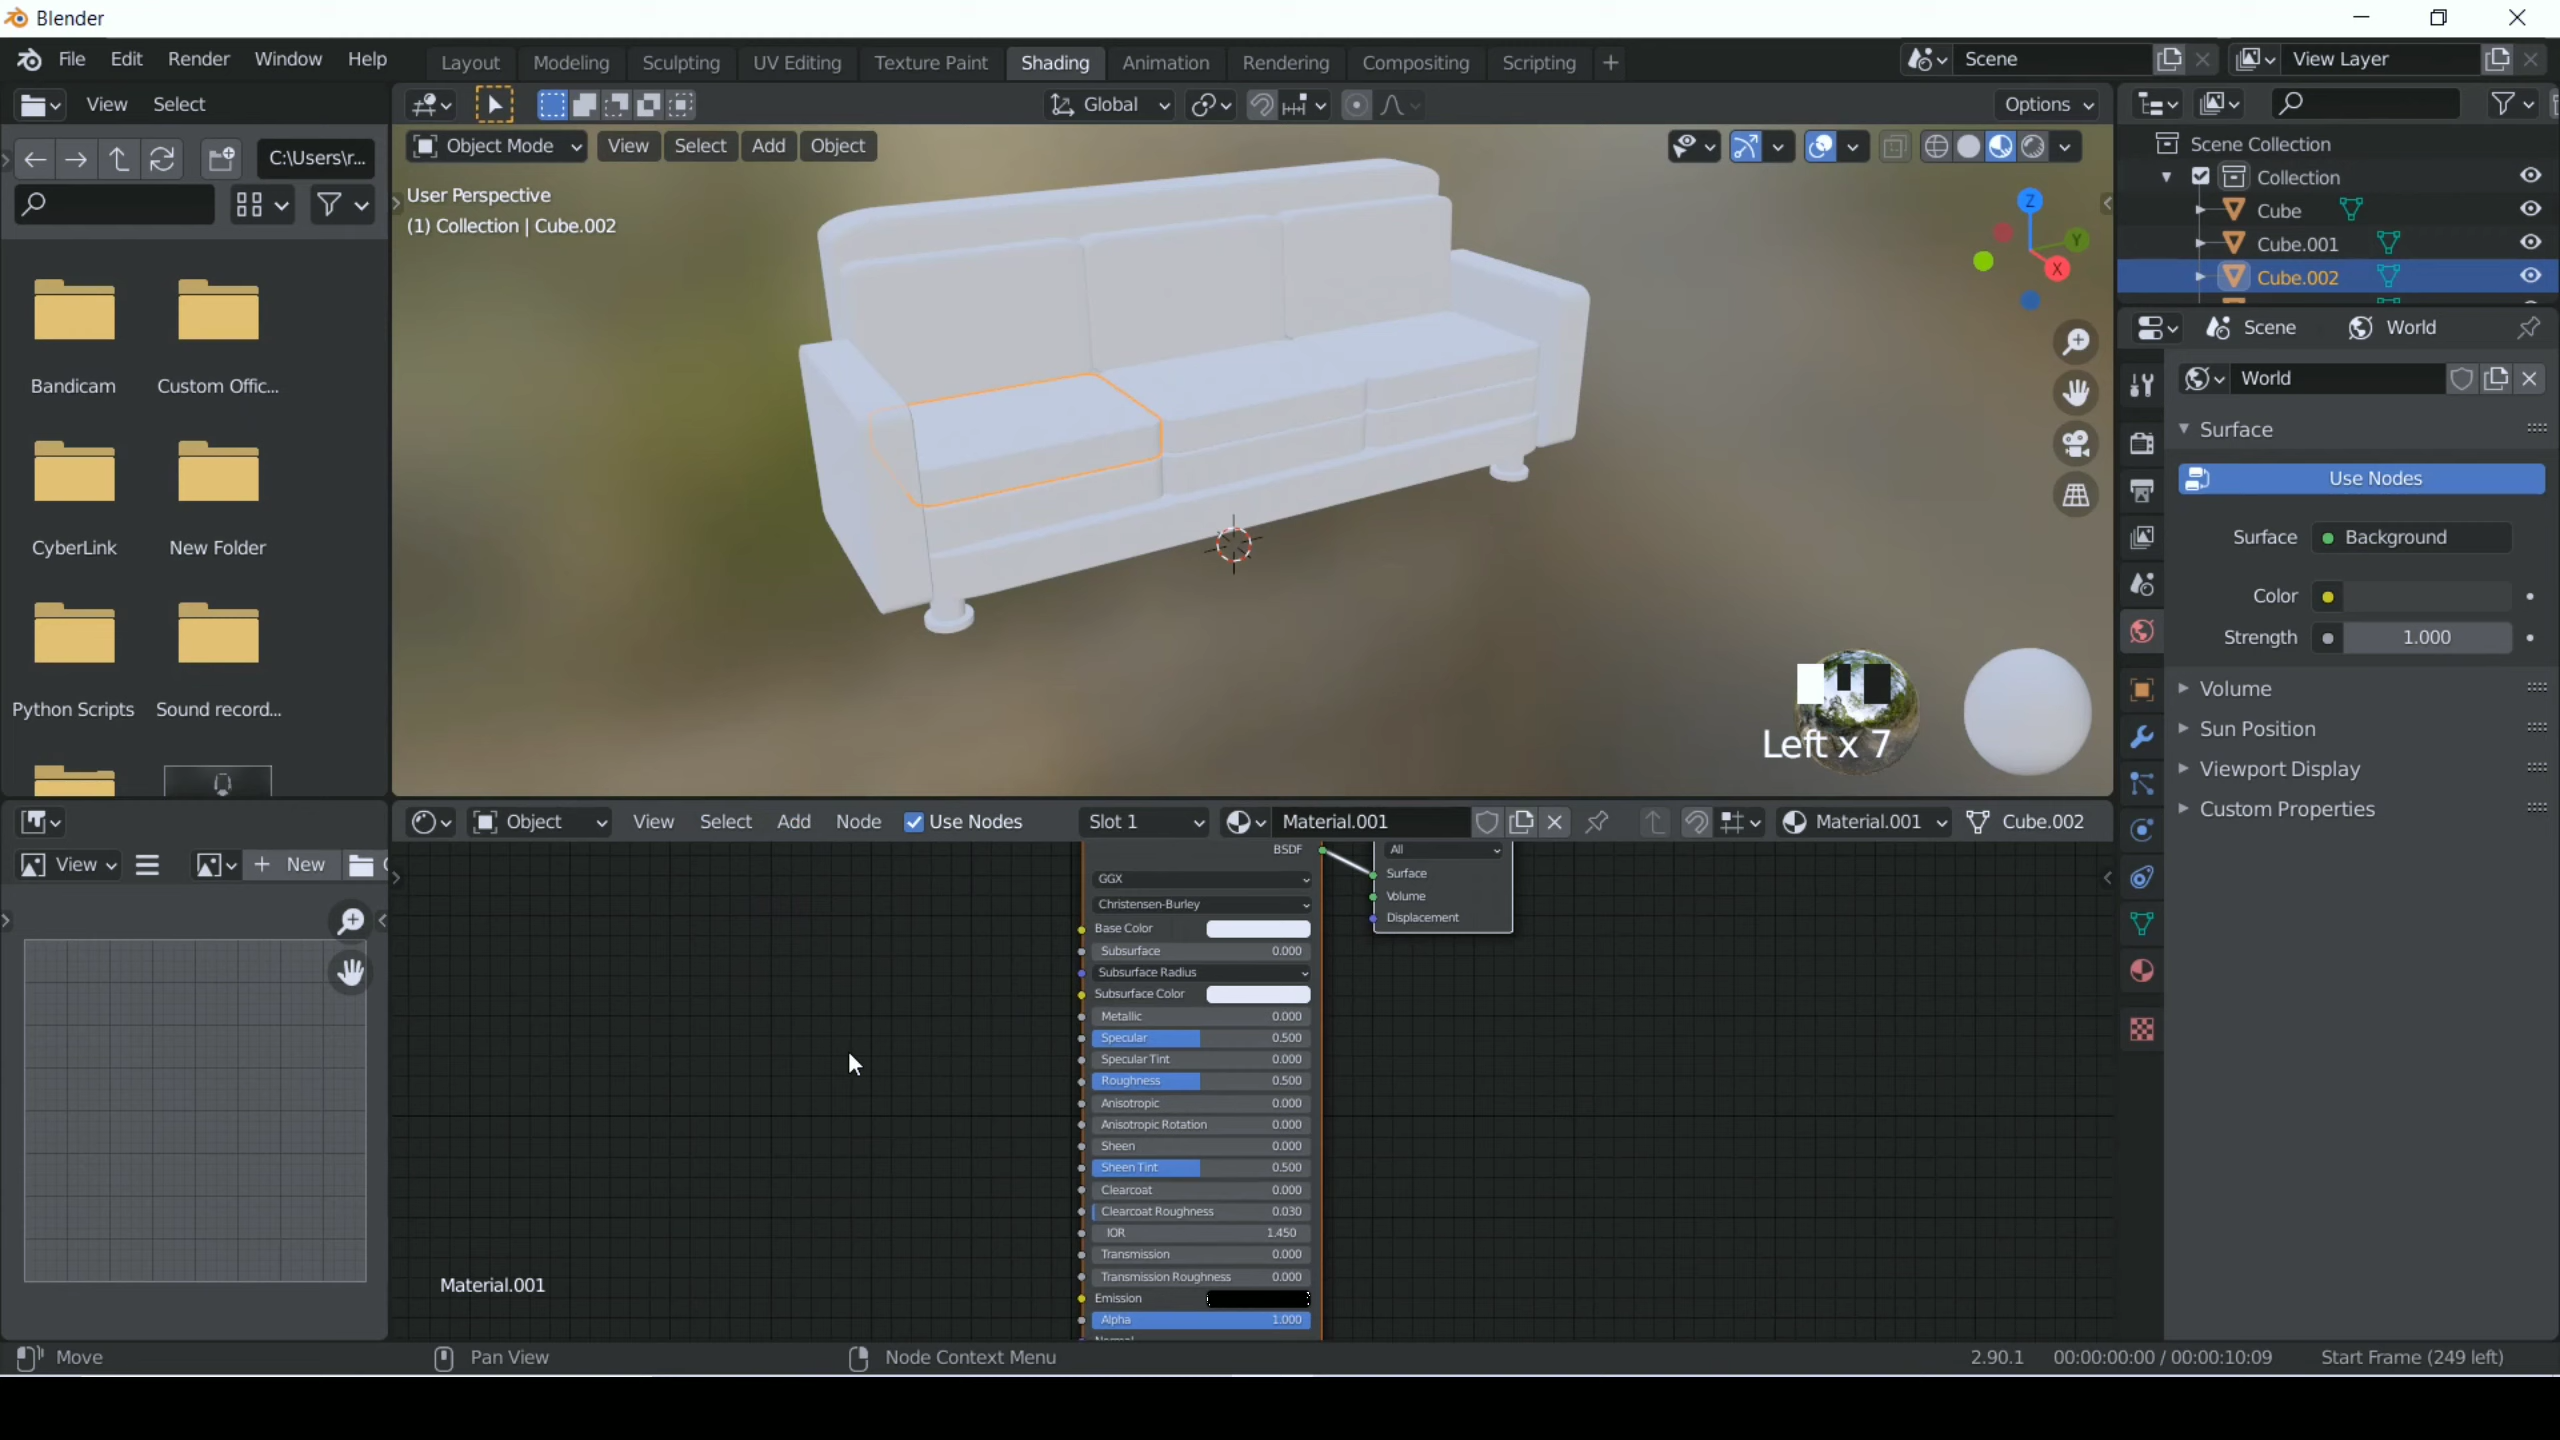 Blender
File Edit Render Window Help
Layout Modeling Sculpting UV Editing Texture Paint Shading Animation Rendering Compositing Scripting +
Scene
View Layer
View Select
Global
Options
C:\Users\r...
Object Mode View Select Add Object
User Perspective
(1) Collection | Cube.002
Z
Y
X
Bandicam
Custom Offic...
CyberLink
New Folder
Python Scripts
Sound record...
Left x 7
Scene Collection
Collection
Cube
Cube.001
Cube.002
Scene World
World
Surface
Use Nodes
Surface Background
Color
Strength 1.000
Volume
Sun Position
Viewport Display
Custom Properties
View
+ New
Object View Select Add Node Use Nodes Slot 1 Material.001 Material.001 Cube.002
BSDF
GGX
Christensen-Burley
Base Color
Subsurface 0.000
Subsurface Radius
Subsurface Color
Metallic 0.000
Specular 0.500
Specular Tint 0.000
Roughness 0.500
Anisotropic 0.000
Anisotropic Rotation 0.000
Sheen 0.000
Sheen Tint 0.500
Clearcoat 0.000
Clearcoat Roughness 0.030
IOR 1.450
Transmission 0.000
Transmission Roughness 0.000
Emission
Alpha 1.000
All
Surface
Volume
Displacement
Material.001
Move
Pan View
Node Context Menu
2.90.1 00:00:00:00 / 00:00:10:09 Start Frame (249 left)